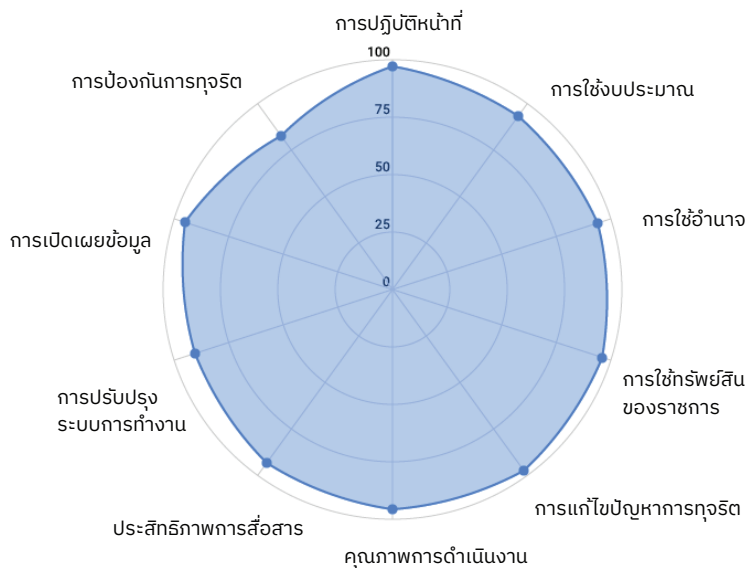 การปฏิบัติหน้าที่
100
การป้องกันการทุจริต
การใช้งบประมาณ
75
50
การใช้อำนาจ
25
การเปิดเผยข้อมูล
0
การใช้ทรัพย์สิน
ของราชการ
การปรับปรุง
ระบบการทำงาน
การแก้ไขปัญหาการทุจริต
ประสิทธิภาพการสื่อสาร
คุณภาพการดำเนินงาน